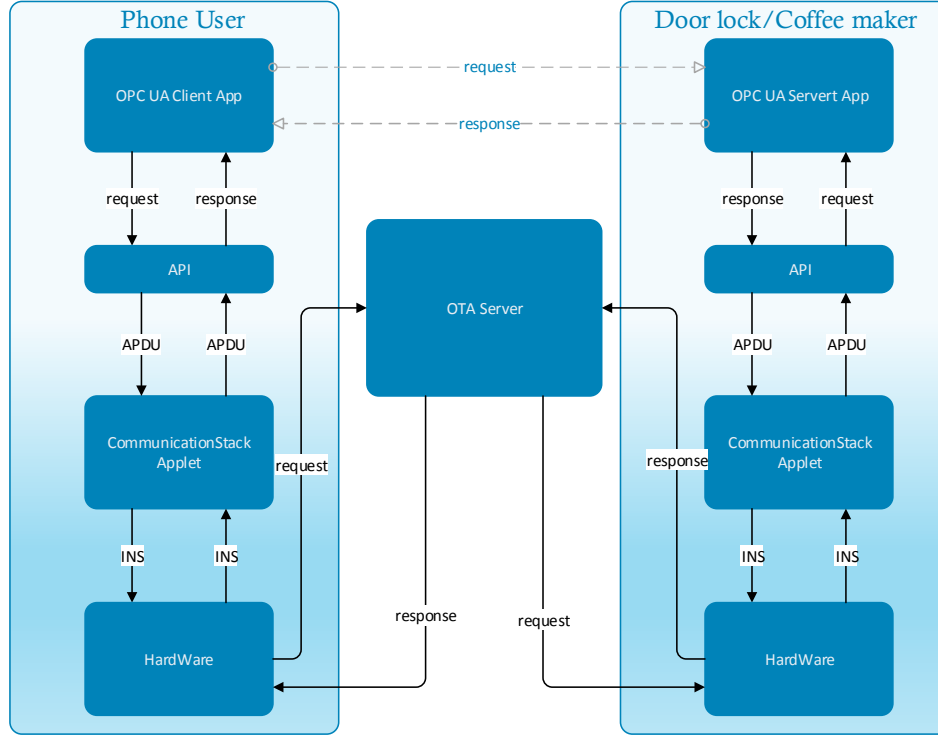 Phone User
Door lock/Coffee maker
OPC UA Client App
request
OPC UA Servert App
response
request
response
response
request
API
OTA Server
API
APDU
APDU
APDU
APDU
CommunicationStack
Applet
request
response
CommunicationStack
Applet
INS
INS
INS
INS
response
request
HardWare
HardWare